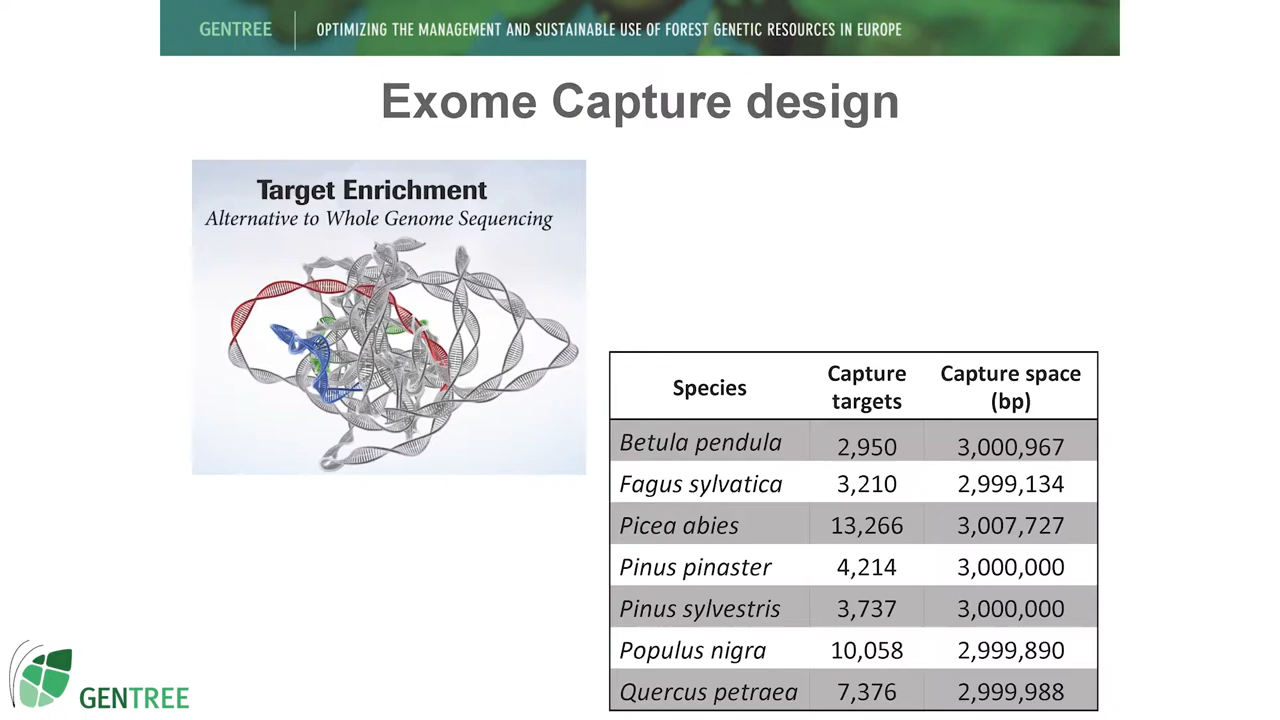 GENTREE OPTIMIZING THE MANAGEMENT AND SUSTAINABLE USE OF FOREST GENETIC RESOURCES IN EUROPE
Exome Capture design
Target Enrichment
Alternative to Whole Genome Sequencing
Species Capture targets Capture space (bp)
Betula pendula 2,950 3,000,967
Fagus sylvatica 3,210 2,999,134
Picea abies 13,266 3,007,727
Pinus pinaster 4,214 3,000,000
Pinus sylvestris 3,737 3,000,000
Populus nigra 10,058 2,999,890
Quercus petraea 7,376 2,999,988
GENTREE